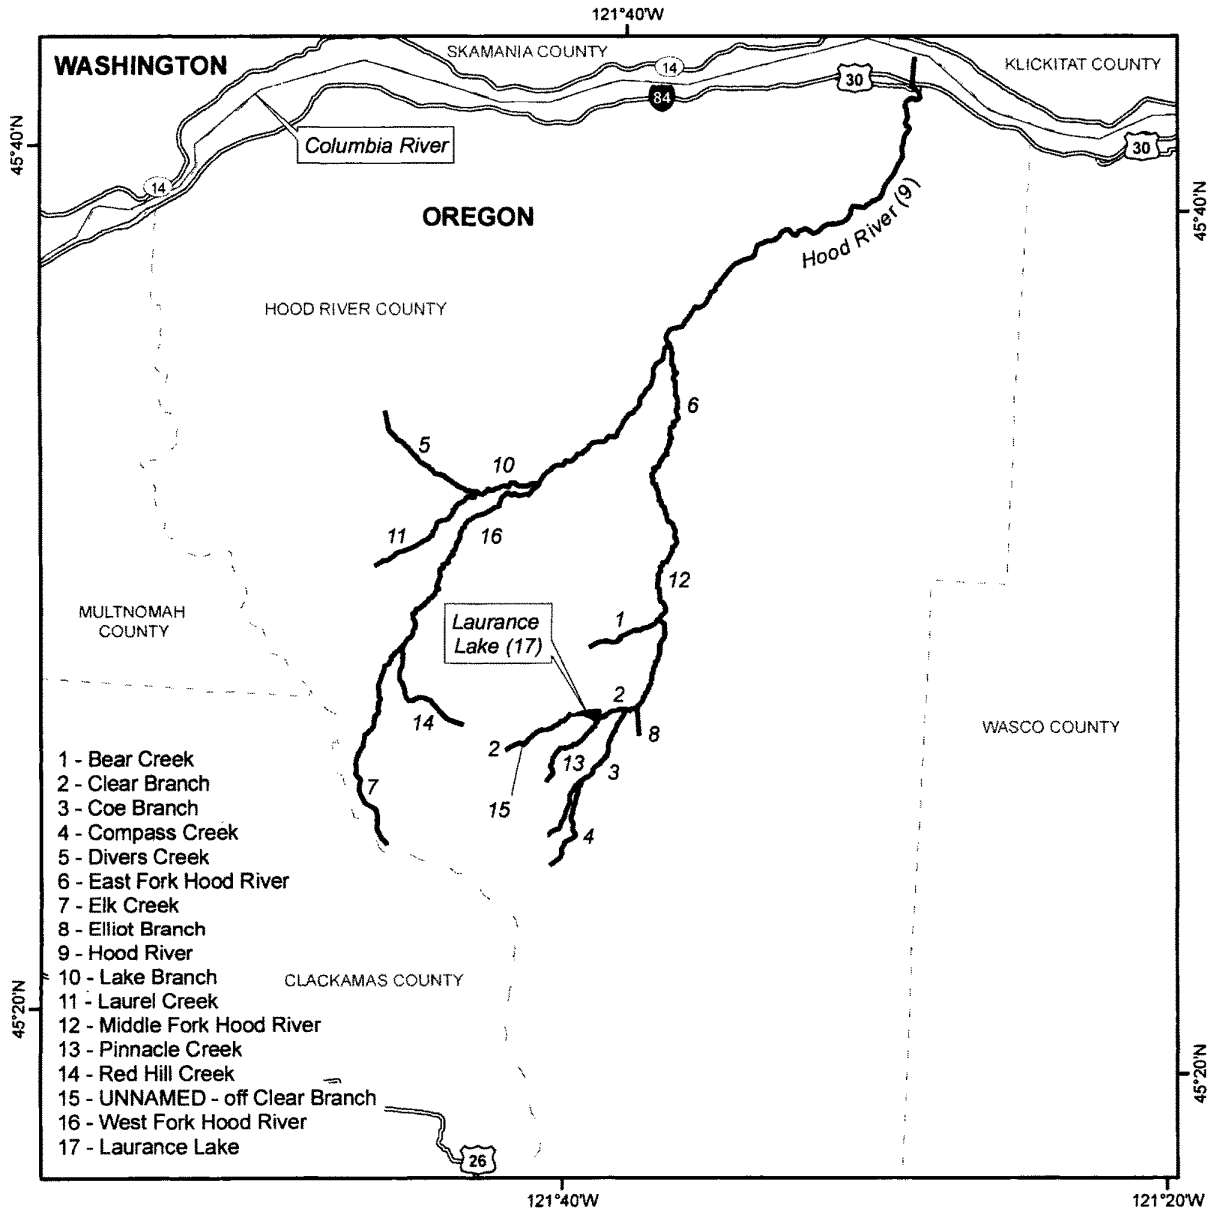 121°40'W
WASHINGTON
SKAMANIA COUNTY
14
KLICKITAT COUNTY
30
84
Columbia River
45°40'N
30
14
OREGON
Hood River (9)
45°40'N
HOOD RIVER COUNTY
6
5
10
11
16
12
MULTNOMAH
COUNTY
1
Laurance
Lake (17)
2
14
8
WASCO COUNTY
2
13
3
7
15
4
1 - Bear Creek
2 - Clear Branch
3 - Coe Branch
4 - Compass Creek
5 - Divers Creek
6 - East Fork Hood River
7 - Elk Creek
8 - Elliot Branch
9 - Hood River
10 - Lake Branch
11 - Laurel Creek
12 - Middle Fork Hood River
13 - Pinnacle Creek
14 - Red Hill Creek
15 - UNNAMED - off Clear Branch
16 - West Fork Hood River
17 - Laurance Lake
CLACKAMAS COUNTY
45°20'N
45°20'N
26
121°40'W
121°20'W